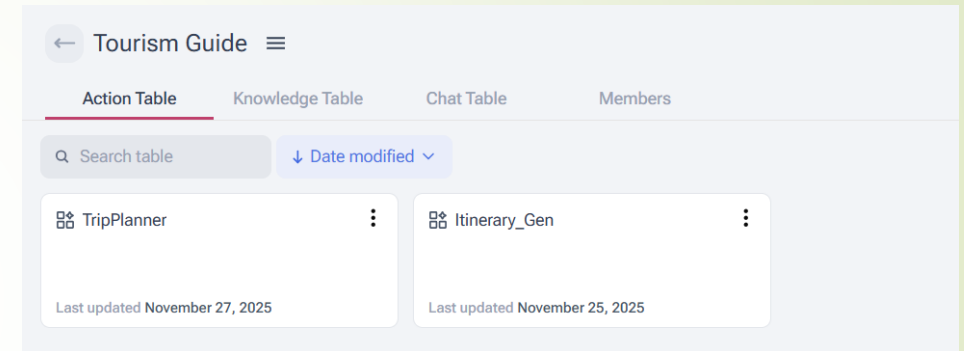 Tourism Guide
Action Table Knowledge Table Chat Table Members
Search table Date modified
TripPlanner Itinerary_Gen
Last updated November 27, 2025 Last updated November 25, 2025